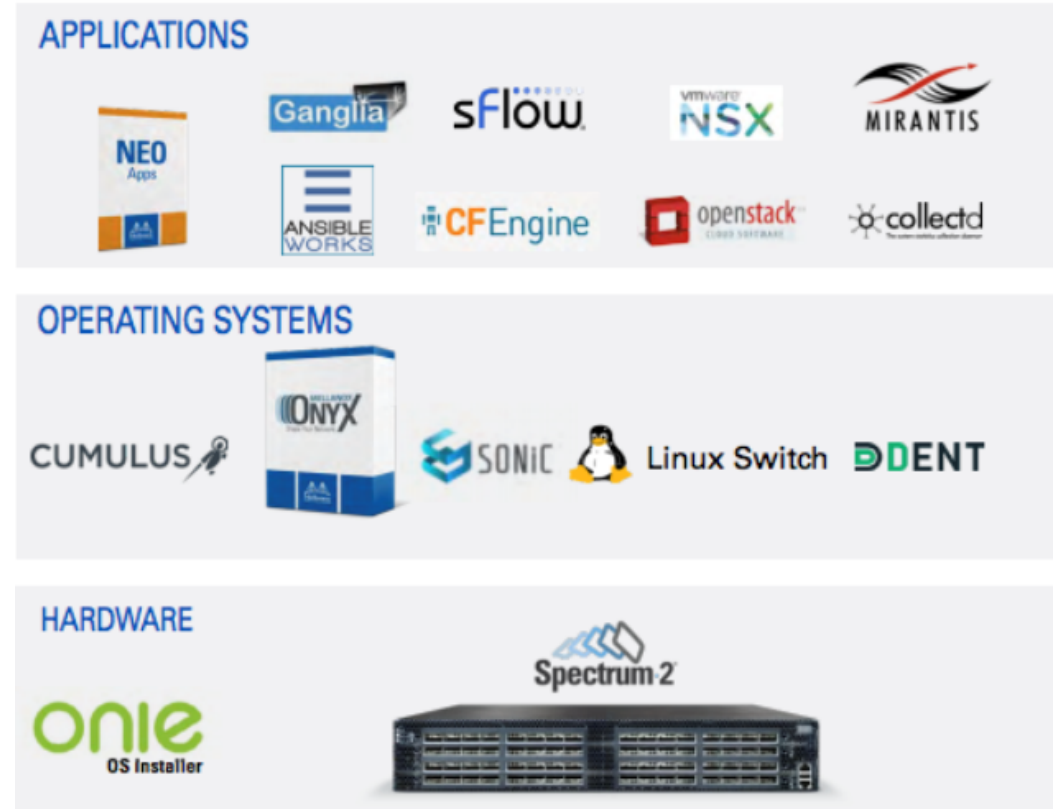 APPLICATIONS
NEO
Apps
Ganglia
sFlow
vmware
NSX
MIRANTIS
ANSIBLE
WORKS
CFEngine
openstack
CLOUD SOFTWARE
collectd
OPERATING SYSTEMS
CUMULUS
MELLANOX
ONYX
SONiC
Linux Switch
DENT
HARDWARE
Spectrum-2
onie
OS Installer